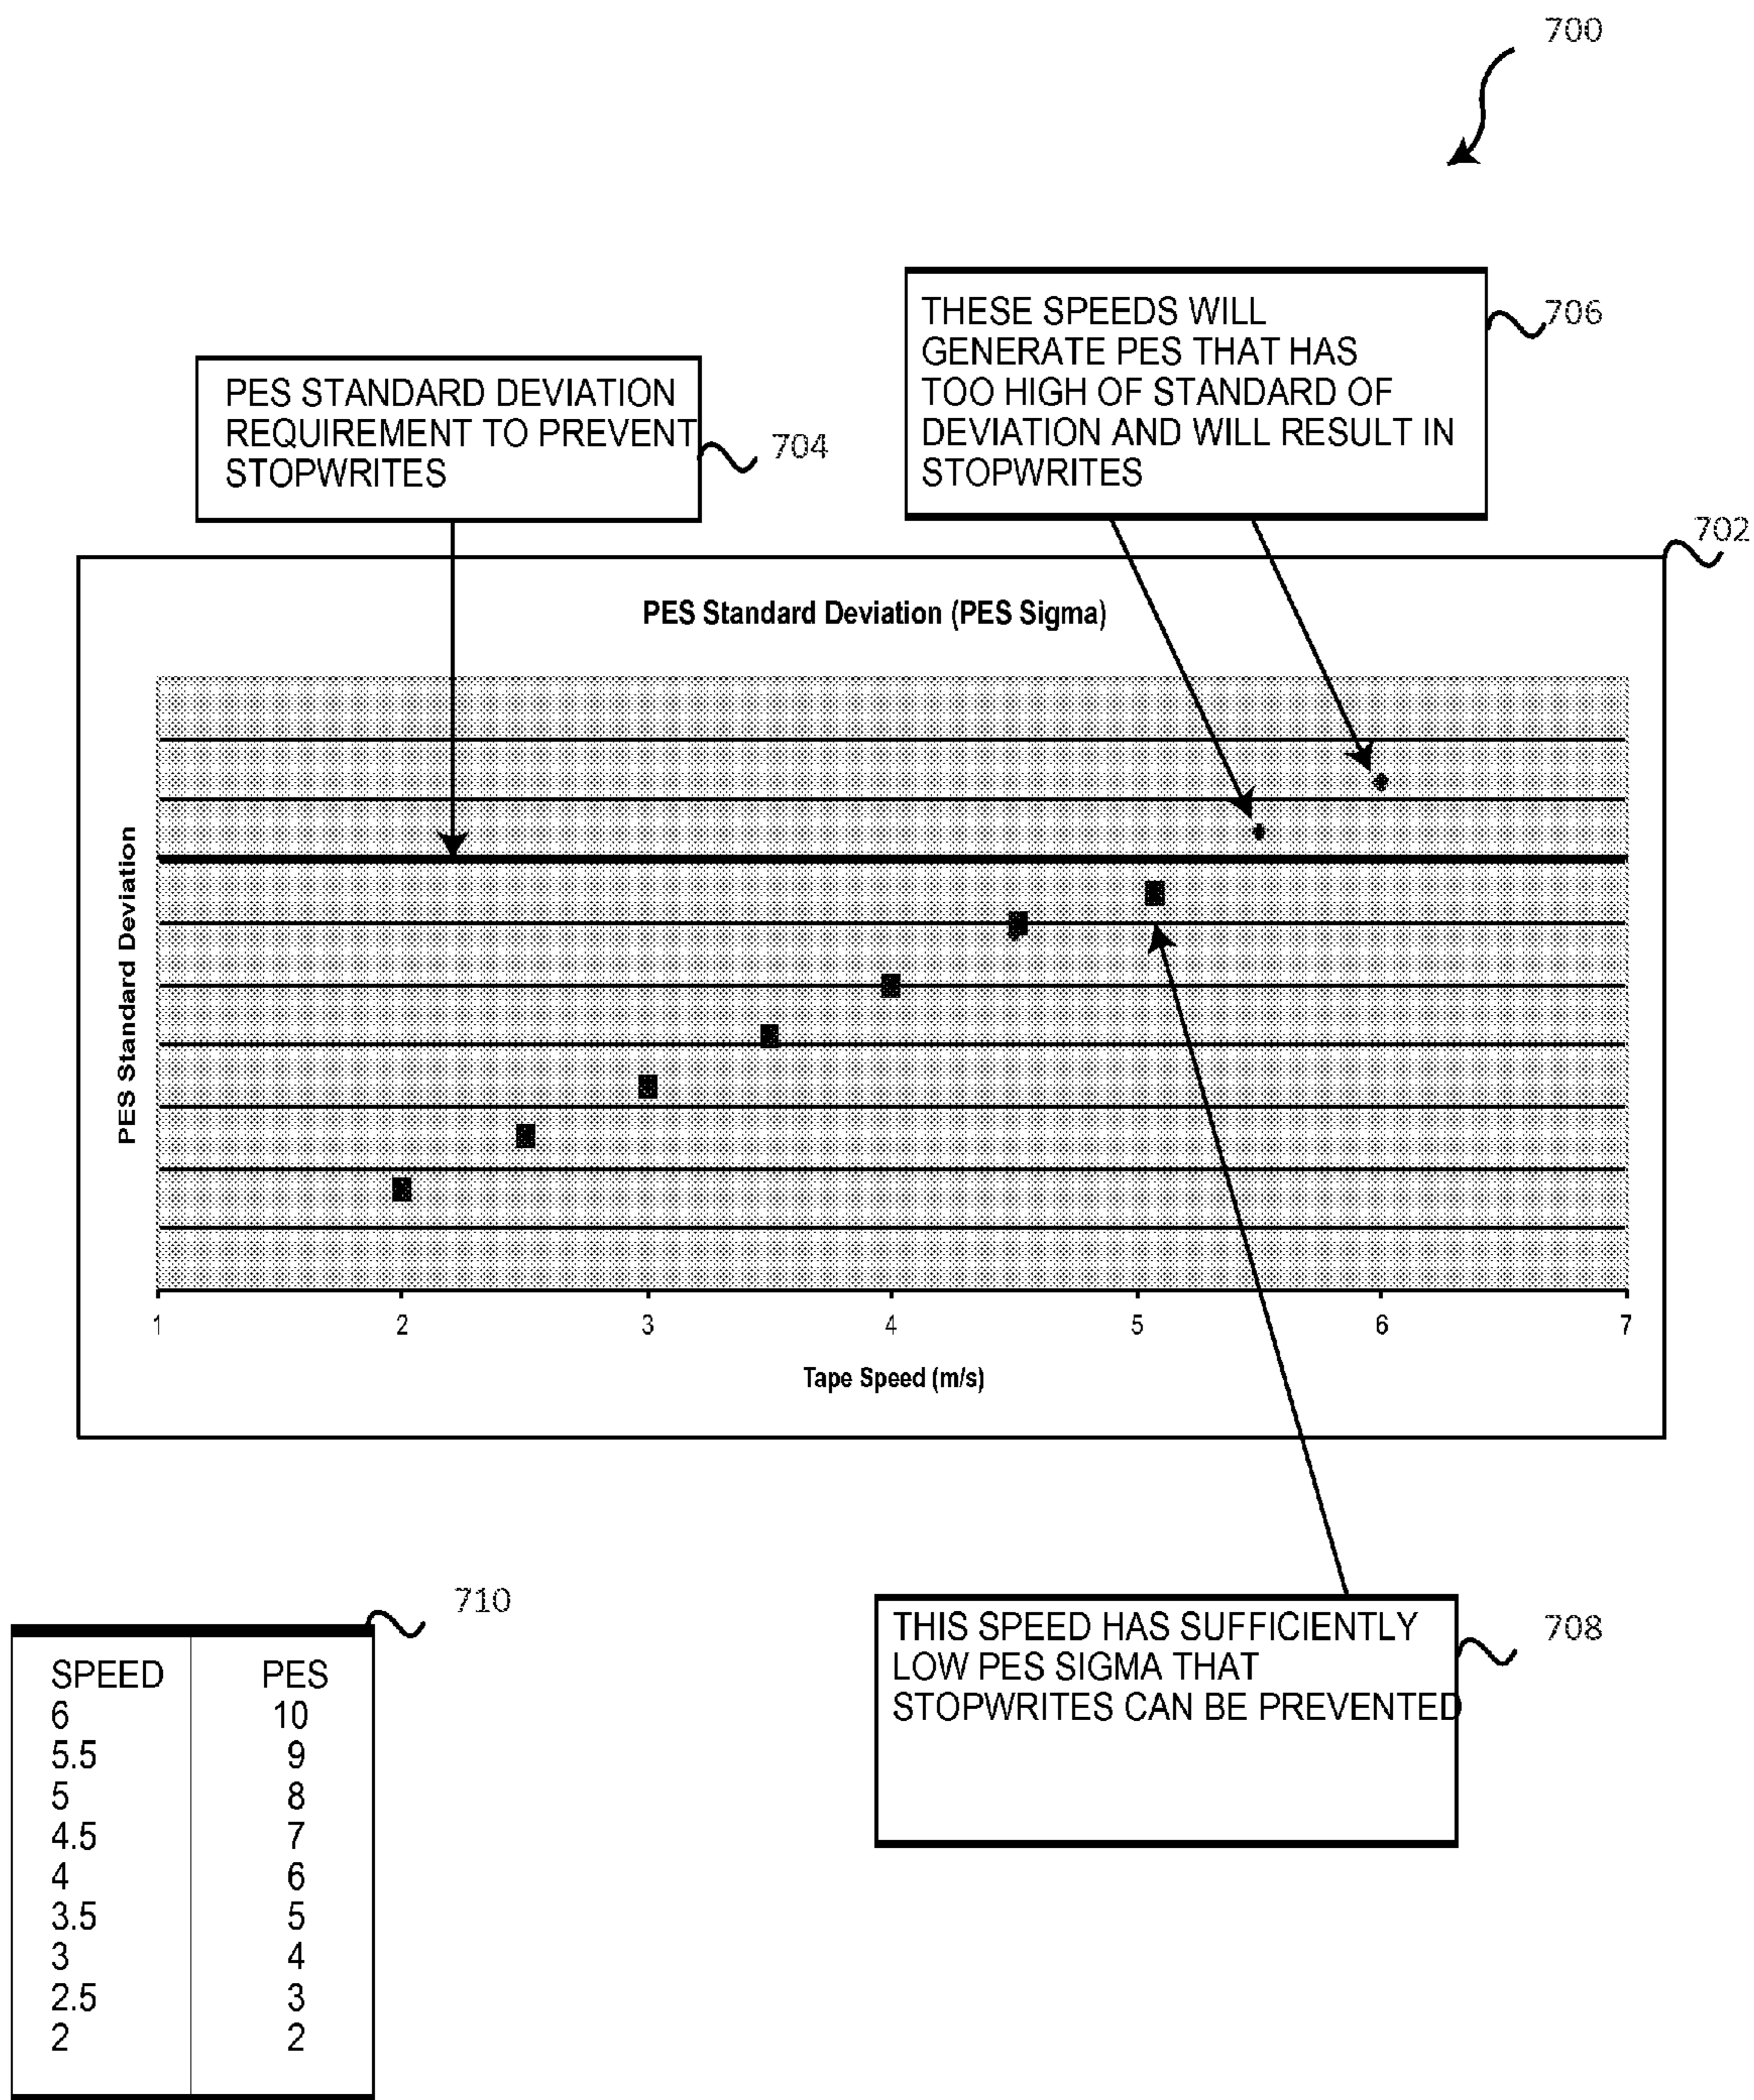 700
THESE SPEEDS WILL
GENERATE PES THAT HAS
TOO HIGH OF STANDARD OF
DEVIATION AND WILL RESULT IN
STOPWRITES
706
PES STANDARD DEVIATION
REQUIREMENT TO PREVENT
STOPWRITES
704
702
PES Standard Deviation (PES Sigma)
PES Standard Deviation
1 2 3 4 5 6 7
Tape Speed (m/s)
710
SPEED PES
6 10
5.5 9
5 8
4.5 7
4 6
3.5 5
3 4
2.5 3
2 2
THIS SPEED HAS SUFFICIENTLY
LOW PES SIGMA THAT
STOPWRITES CAN BE PREVENTED
708